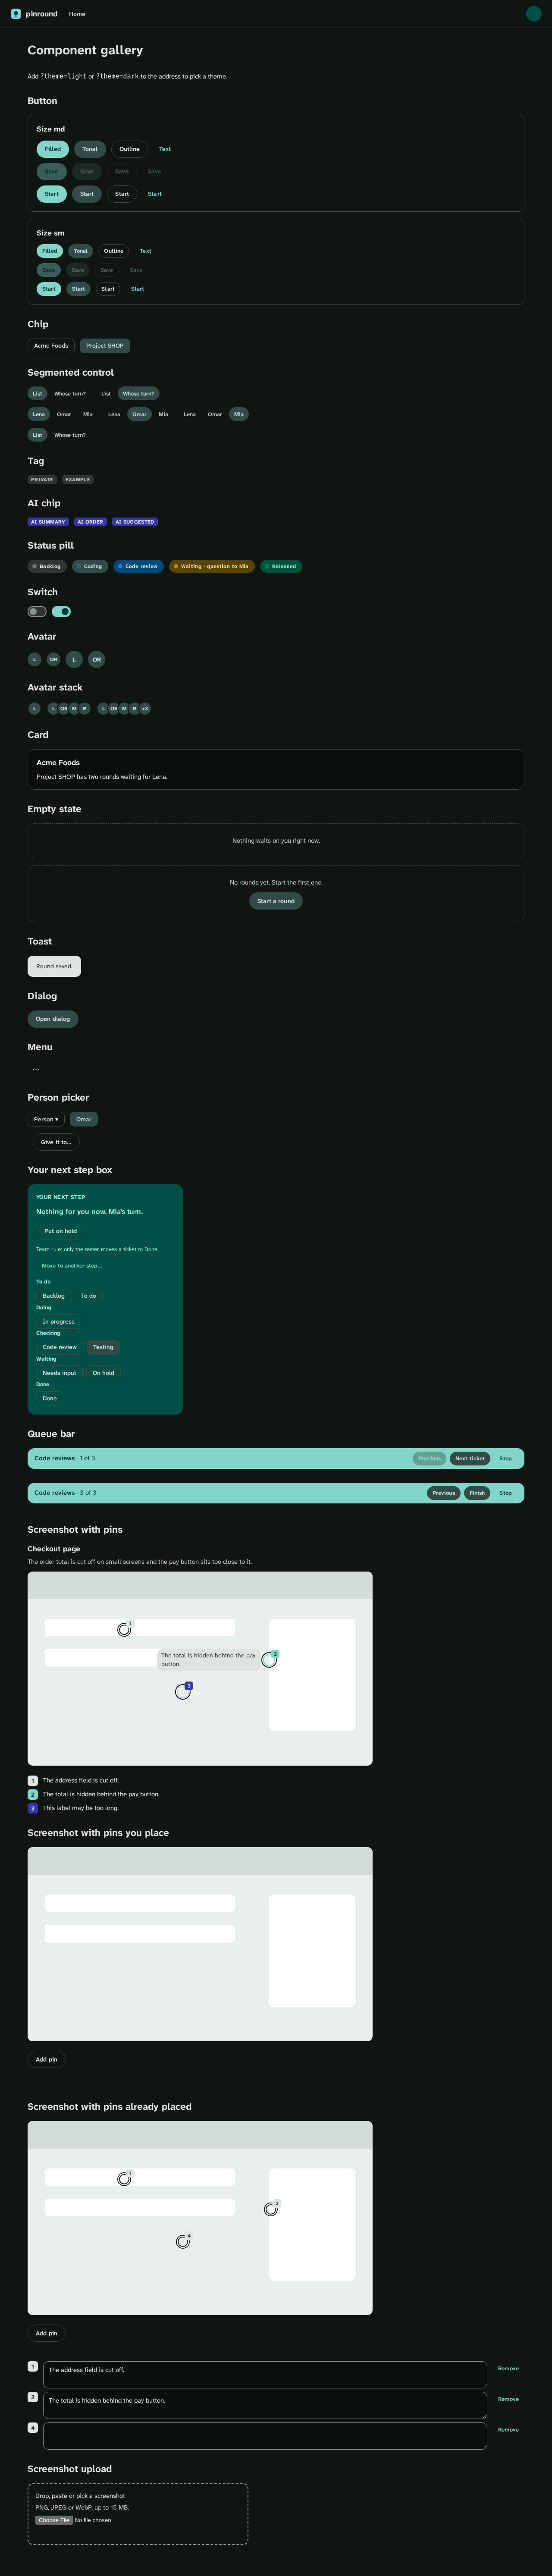 pinround Home
Component gallery
Add ?theme=light or ?theme=dark to the address to pick a theme.
Button
Size md
Filled Tonal Outline Text
Save Save Save Save
Start Start Start Start
Size sm
Filled Tonal Outline Text
Save Save Save Save
Start Start Start Start
Chip
Acme Foods Project SHOP
Segmented control
List Whose turn? List Whose turn?
Lena Omar Mia Lena Omar Mia Lena Omar Mia
List Whose turn?
Tag
PRIVATE EXAMPLE
AI chip
AI SUMMARY AI ORDER AI SUGGESTED
Status pill
Backlog Coding Code review Waiting · question to Mia Released
Switch
Avatar
L OR L OR
Avatar stack
L L OR M R L OR M R +3
Card
Acme Foods
Project SHOP has two rounds waiting for Lena.
Empty state
Nothing waits on you right now.
No rounds yet. Start the first one.
Start a round
Toast
Round saved.
Dialog
Open dialog
Menu
...
Person picker
Person ▾ Omar
Give it to...
Your next step box
YOUR NEXT STEP
Nothing for you now. Mia's turn.
Put on hold
Team rule: only the tester moves a ticket to Done.
Move to another step...
To do
Backlog To do
Doing
In progress
Checking
Code review Testing
Waiting
Needs input On hold
Done
Done
Queue bar
Code reviews · 1 of 3 Previous Next ticket Stop
Code reviews · 3 of 3 Previous Finish Stop
Screenshot with pins
Checkout page
The order total is cut off on small screens and the pay button sits too close to it.
1
The total is hidden behind the pay button.
2
3
1 The address field is cut off.
2 The total is hidden behind the pay button.
3 This label may be too long.
Screenshot with pins you place
Add pin
Screenshot with pins already placed
1
2
4
Add pin
1 The address field is cut off. Remove
2 The total is hidden behind the pay button. Remove
4 Remove
Screenshot upload
Drop, paste or pick a screenshot
PNG, JPEG or WebP, up to 15 MB.
Choose File No file chosen